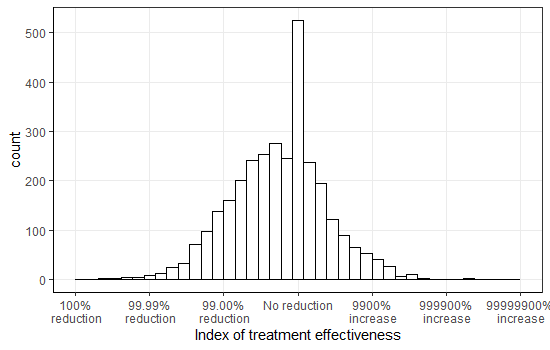 500
400
300
200
100
0
count
100% reduction
99.99% reduction
99.00% reduction
No reduction
9900% increase
999900% increase
99999900% increase
Index of treatment effectiveness